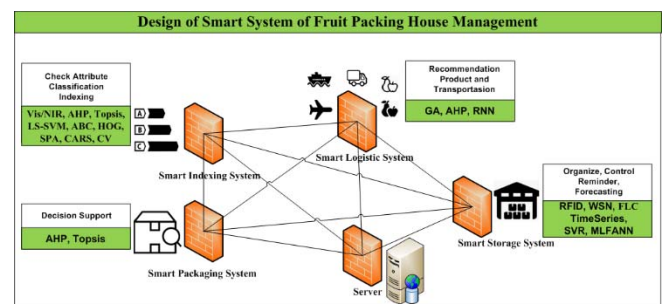 Design of Smart System of Fruit Packing House Management
Check Attribute
Classification
Indexing
Vis/NIR, AHP, Topsis,
LS-SVM, ABC, HOG,
SPA, CARS, CV
A
B
C
Smart Indexing System
Recommendation
Product and
Transportasion
GA, AHP, RNN
Smart Logistic System
Organize, Control
Reminder,
Forecasting
RFID, WSN, FLC
TimeSeries,
SVR, MLFANN
Smart Storage System
Decision Support
AHP, Topsis
Smart Packaging System
Server